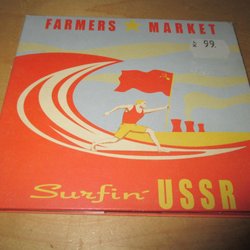 FARMERS MARKET
99.
Surfin' USSR